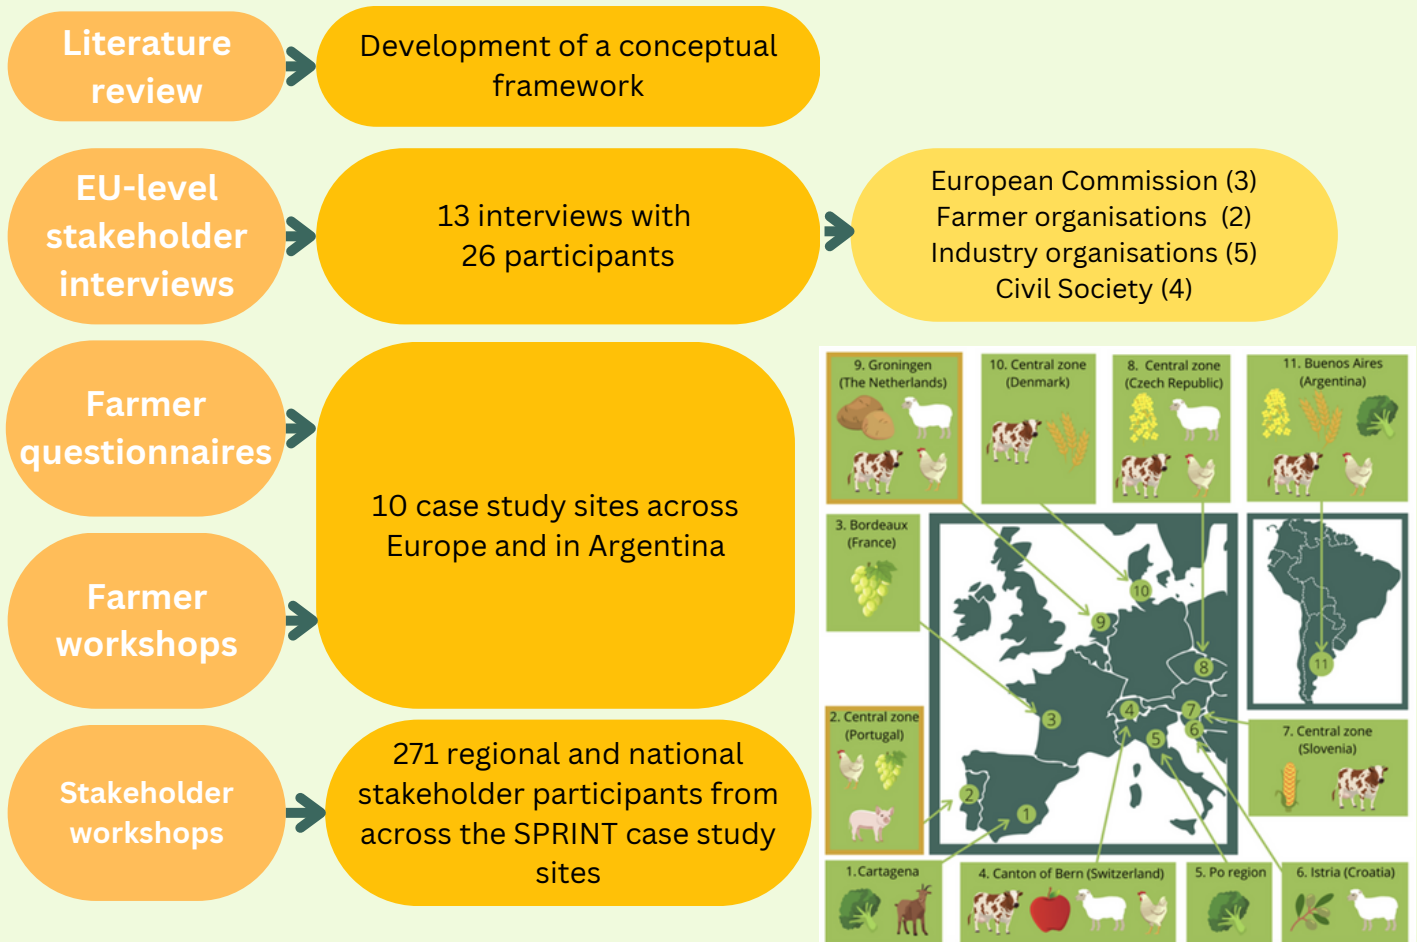 Literature
review
Development of a conceptual
framework
EU-level
stakeholder
interviews
13 interviews with
26 participants
European Commission (3)
Farmer organisations (2)
Industry organisations (5)
Civil Society (4)
Farmer
questionnaires
Farmer
workshops
10 case study sites across
Europe and in Argentina
Stakeholder
workshops
271 regional and national
stakeholder participants from
across the SPRINT case study
sites
9. Groningen
(The Netherlands)
10. Central zone
(Denmark)
8. Central zone
(Czech Republic)
11. Buenos Aires
(Argentina)
3. Bordeaux
(France)
2. Central zone
(Portugal)
7. Central zone
(Slovenia)
1. Cartagena
4. Canton of Bern (Switzerland)
5. Po region
6. Istria (Croatia)
10
9
8
11
3
4
7
6
5
2
1